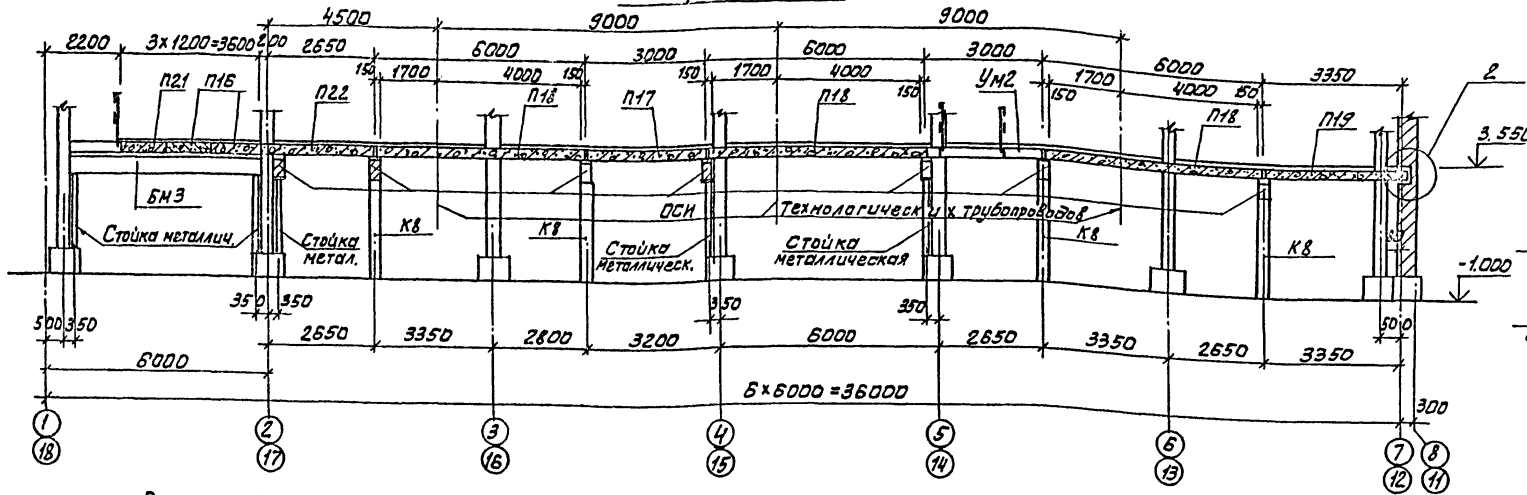 4500 9000 9000
2200 3x1200=3600 200 2650 6000 3000 6000 3000 6000 3350
150 1700 4000 150 150 1700 4000 150 150 1700 4000 150
П21 П16 П22 П18 П17 П18 УМ2 П18 П19 2
3.550
БМ3
Оси технологических трубопроводов
Стойка металлич.
Стойка метал.
К8
К8
Стойка металлическ.
Стойка металлическая
К8
К8
-1.000
500 350 350 350 350 350 500
2650 3350 2800 3200 6000 2650 3350 2650 3350
6000
6x6000=36000
300
1 2 3 4 5 6 7 8
18 17 16 15 14 13 12 11